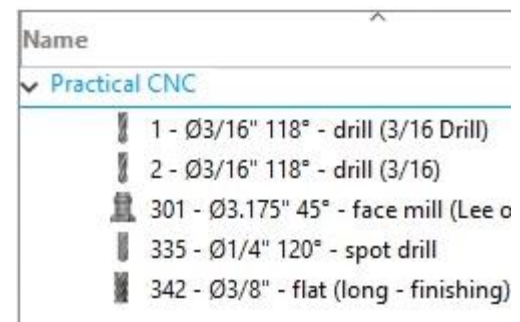 Name
Practical CNC
1 - Ø3/16" 118° - drill (3/16 Drill)
2 - Ø3/16" 118° - drill (3/16)
301 - Ø3.175" 45° - face mill (Lee
335 - Ø1/4" 120° - spot drill
342 - Ø3/8" - flat (long - finishing)